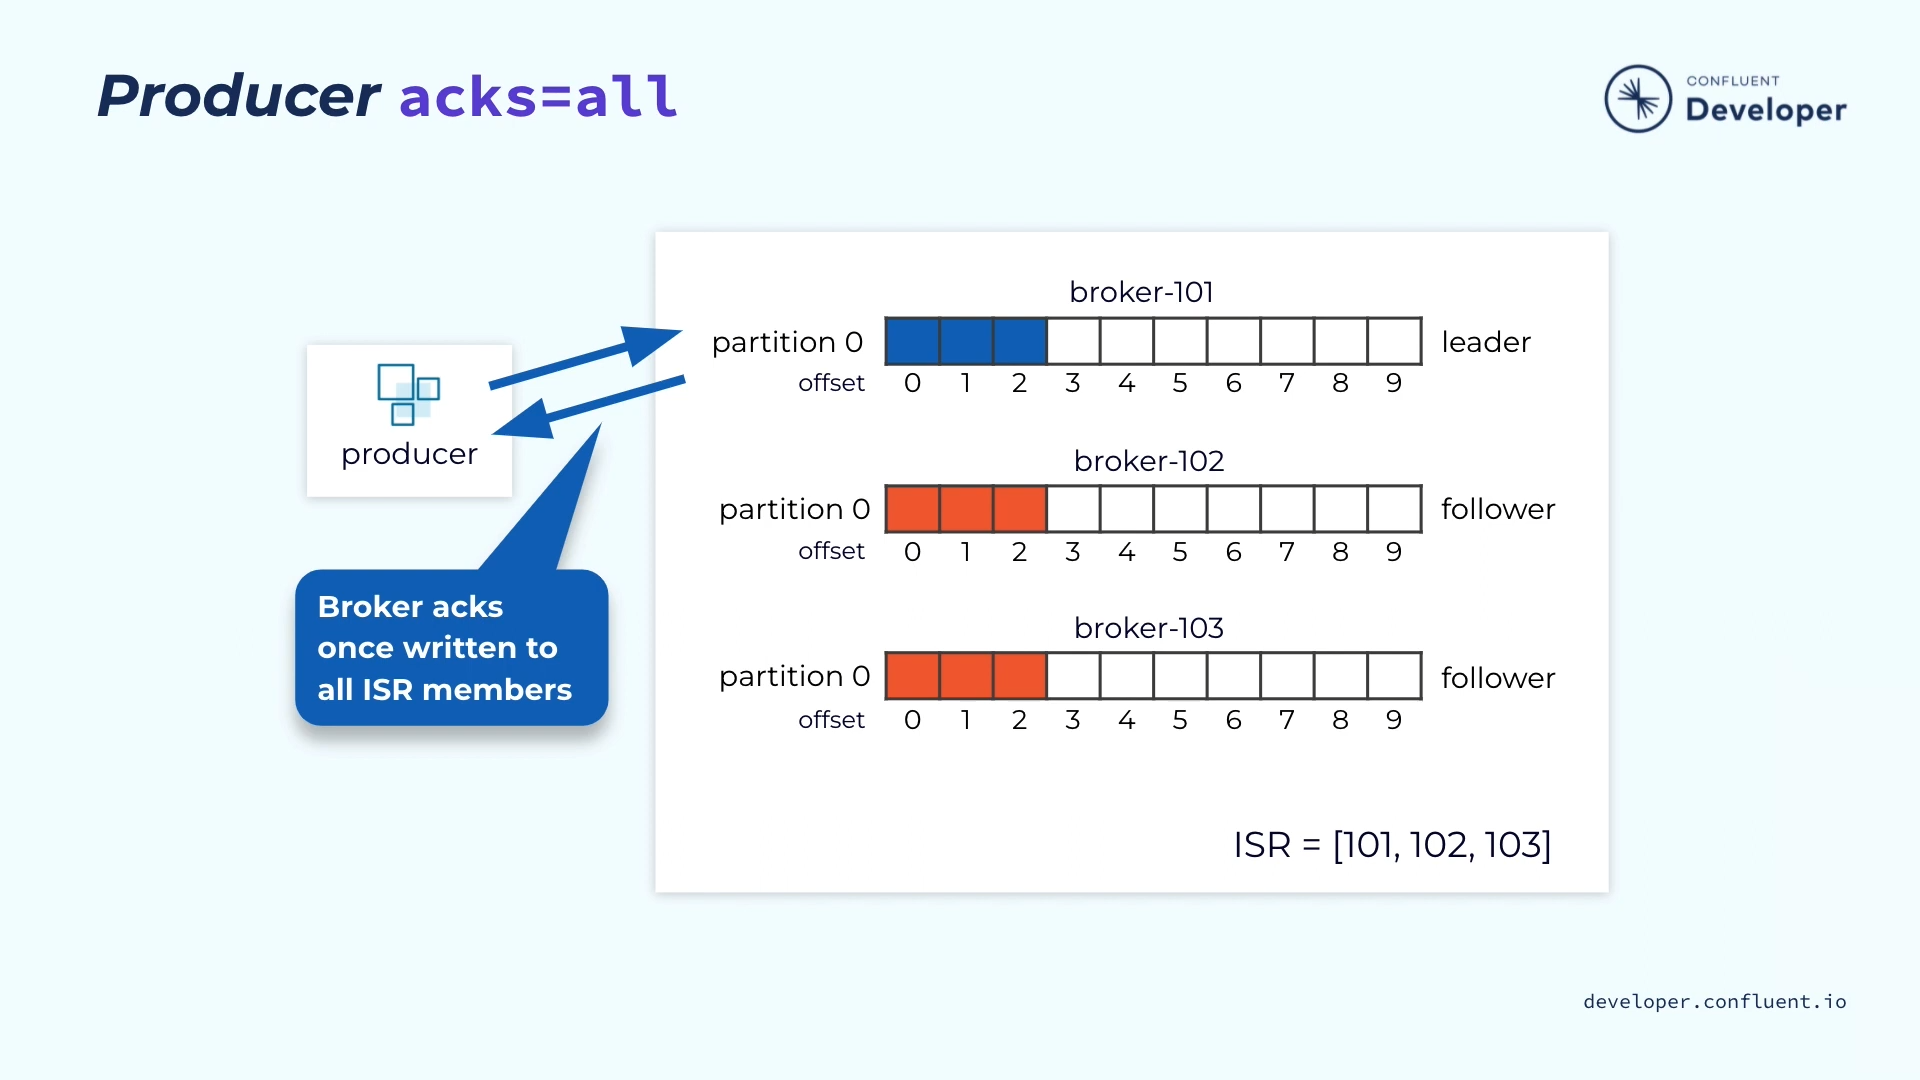 Producer acks=all
CONFLUENT
Developer
broker-101
partition 0
leader
offset 0 1 2 3 4 5 6 7 8 9
producer
broker-102
partition 0
follower
offset 0 1 2 3 4 5 6 7 8 9
Broker acks
once written to
all ISR members
broker-103
partition 0
follower
offset 0 1 2 3 4 5 6 7 8 9
ISR = [101, 102, 103]
developer.confluent.io